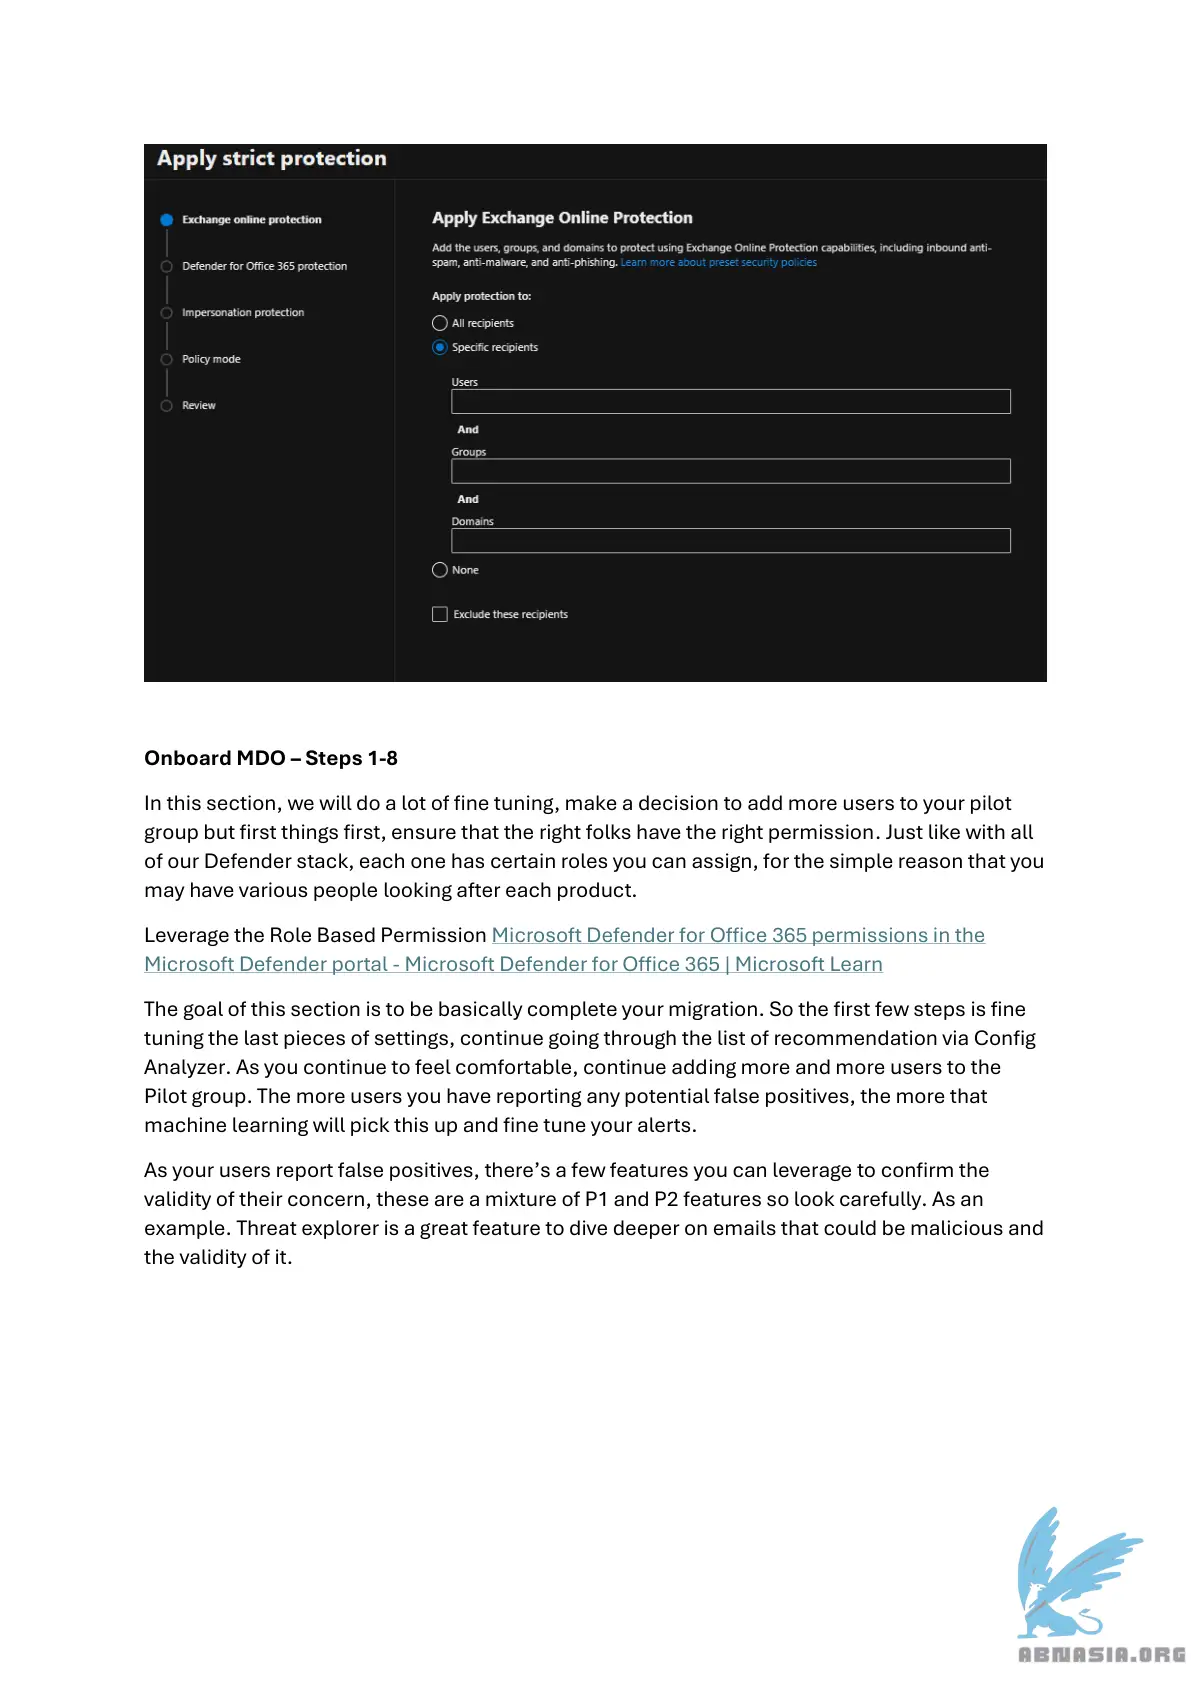 Apply strict protection
Exchange online protection
Defender for Office 365 protection
Impersonation protection
Policy mode
Review
Apply Exchange Online Protection
Add the users, groups, and domains to protect using Exchange Online Protection capabilities, including inbound anti-
spam, anti-malware, and anti-phishing. Learn more about preset security policies
Apply protection to:
All recipients
Specific recipients
Users
And
Groups
And
Domains
None
Exclude these recipients
Onboard MDO – Steps 1-8
In this section, we will do a lot of fine tuning, make a decision to add more users to your pilot
group but first things first, ensure that the right folks have the right permission. Just like with all
of our Defender stack, each one has certain roles you can assign, for the simple reason that you
may have various people looking after each product.
Leverage the Role Based Permission Microsoft Defender for Office 365 permissions in the
Microsoft Defender portal - Microsoft Defender for Office 365 | Microsoft Learn
The goal of this section is to be basically complete your migration. So the first few steps is fine
tuning the last pieces of settings, continue going through the list of recommendation via Config
Analyzer. As you continue to feel comfortable, continue adding more and more users to the
Pilot group. The more users you have reporting any potential false positives, the more that
machine learning will pick this up and fine tune your alerts.
As your users report false positives, there’s a few features you can leverage to confirm the
validity of their concern, these are a mixture of P1 and P2 features so look carefully. As an
example. Threat explorer is a great feature to dive deeper on emails that could be malicious and
the validity of it.
ABNASIA.ORG